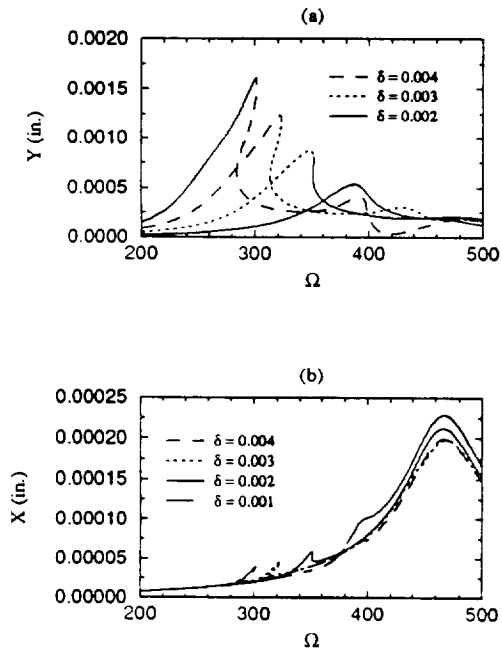 (a)
0.0020
0.0015
0.0010
0.0005
0.0000
Y (in.)
δ = 0.004
δ = 0.003
δ = 0.002
200 300 400 500
Ω
(b)
0.00025
0.00020
0.00015
0.00010
0.00005
0.00000
X (in.)
δ = 0.004
δ = 0.003
δ = 0.002
δ = 0.001
200 300 400 500
Ω